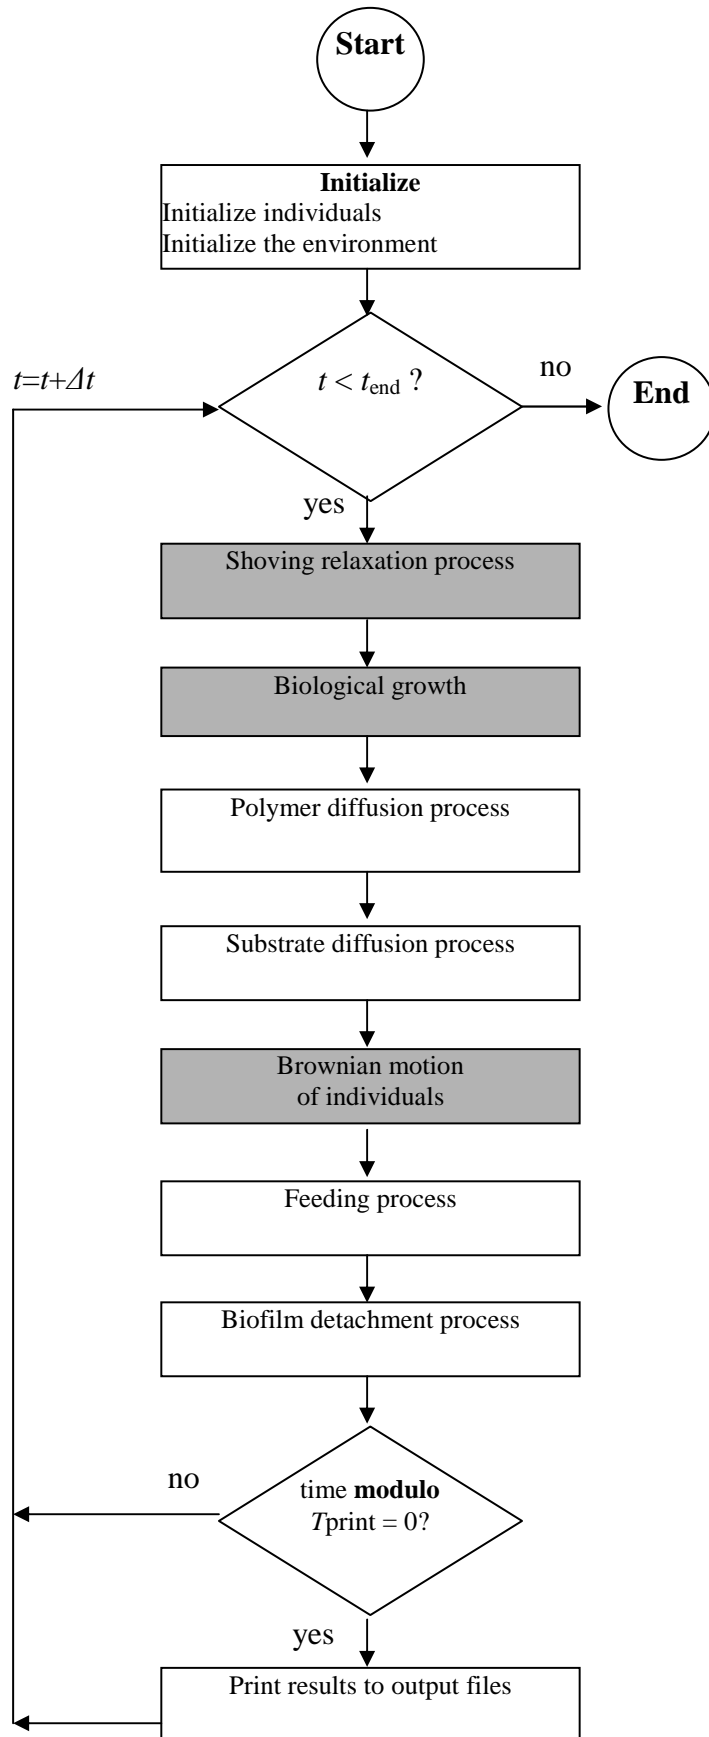 Start
Initialize
Initialize individuals
Initialize the environment
t=t+Δt
t < tend ?
no
End
yes
Shoving relaxation process
Biological growth
Polymer diffusion process
Substrate diffusion process
Brownian motion
of individuals
Feeding process
Biofilm detachment process
no
time modulo
Tprint = 0?
yes
Print results to output files